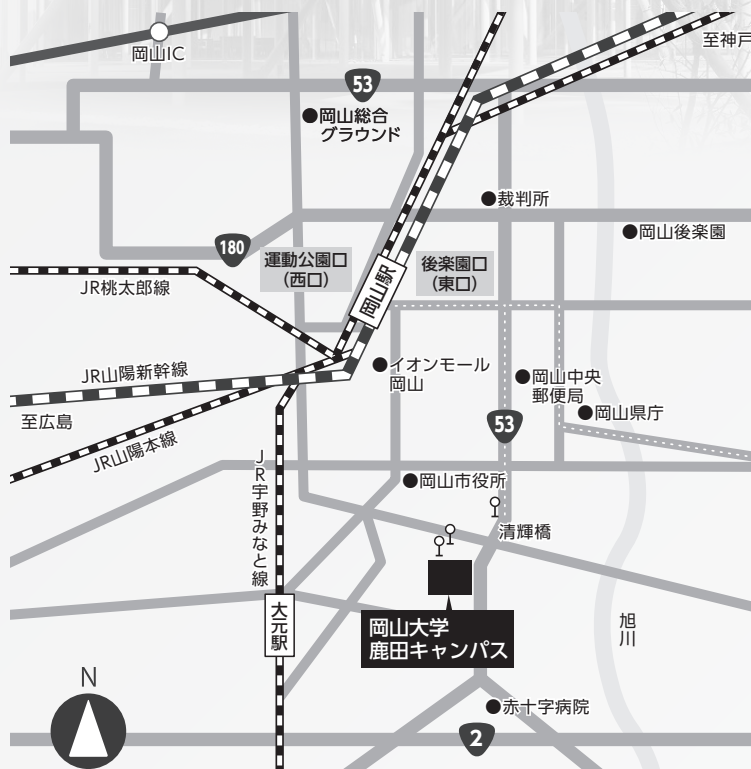 至神戸
岡山IC
53
●岡山総合
グラウンド
●裁判所
●岡山後楽園
180
運動公園口
（西口）
岡山駅
後楽園口
（東口）
JR桃太郎線
JR山陽新幹線
●イオンモール
岡山
●岡山中央
郵便局
●岡山県庁
至広島
53
JR山陽本線
JR宇野みなと線
●岡山市役所
清輝橋
大元駅
岡山大学
鹿田キャンパス
旭川
N
●赤十字病院
2